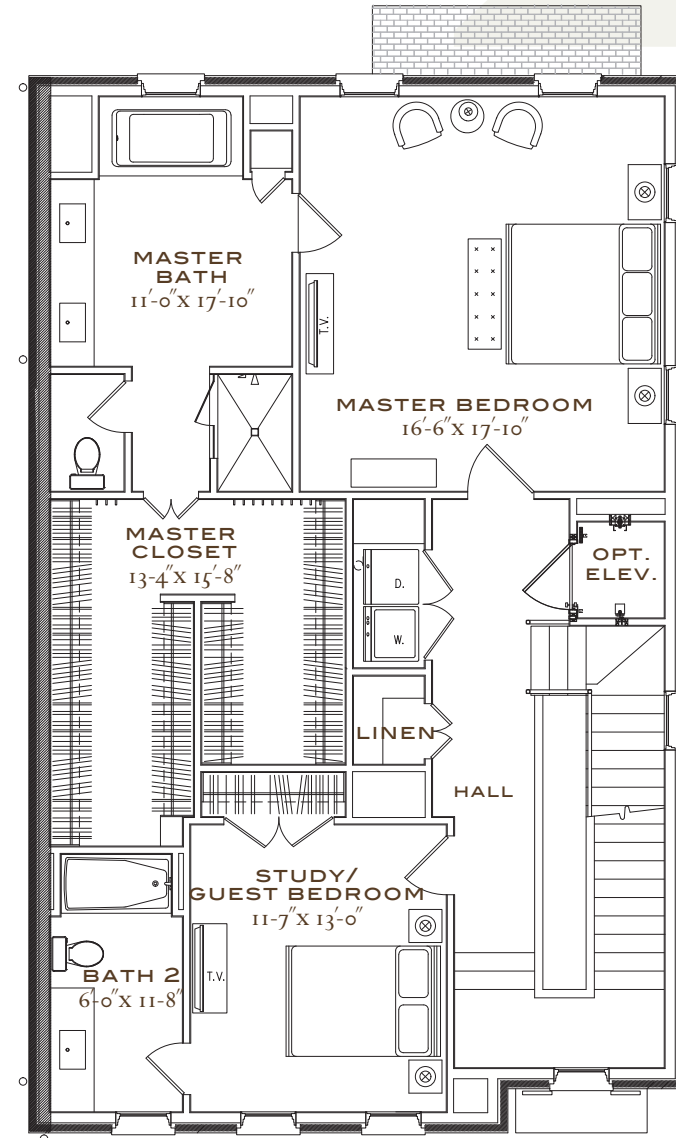 MASTER
BATH
11'-0"X 17'-10"
T.V.
MASTER BEDROOM
16'-6"X 17'-10"
MASTER
CLOSET
13-4"X 15'-8"
D.
W.
OPT.
ELEV.
LINEN
HALL
STUDY/
GUEST BEDROOM
11-7"X 13'-0"
T.V.
BATH 2
6'-0"X 11-8"